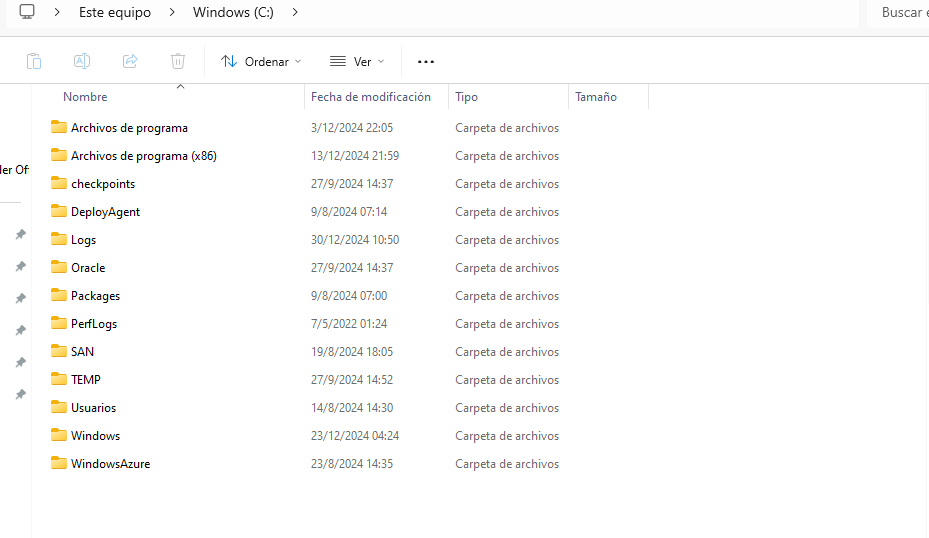 Este equipo > Windows (C:) > Buscar e
Ordenar Ver
Nombre Fecha de modificación Tipo Tamaño
Archivos de programa 3/12/2024 22:05 Carpeta de archivos
Archivos de programa (x86) 13/12/2024 21:59 Carpeta de archivos
ler Of
checkpoints 27/9/2024 14:37 Carpeta de archivos
DeployAgent 9/8/2024 07:14 Carpeta de archivos
Logs 30/12/2024 10:50 Carpeta de archivos
Oracle 27/9/2024 14:37 Carpeta de archivos
Packages 9/8/2024 07:00 Carpeta de archivos
PerfLogs 7/5/2022 01:24 Carpeta de archivos
SAN 19/8/2024 18:05 Carpeta de archivos
TEMP 27/9/2024 14:52 Carpeta de archivos
Usuarios 14/8/2024 14:30 Carpeta de archivos
Windows 23/12/2024 04:24 Carpeta de archivos
WindowsAzure 23/8/2024 14:35 Carpeta de archivos